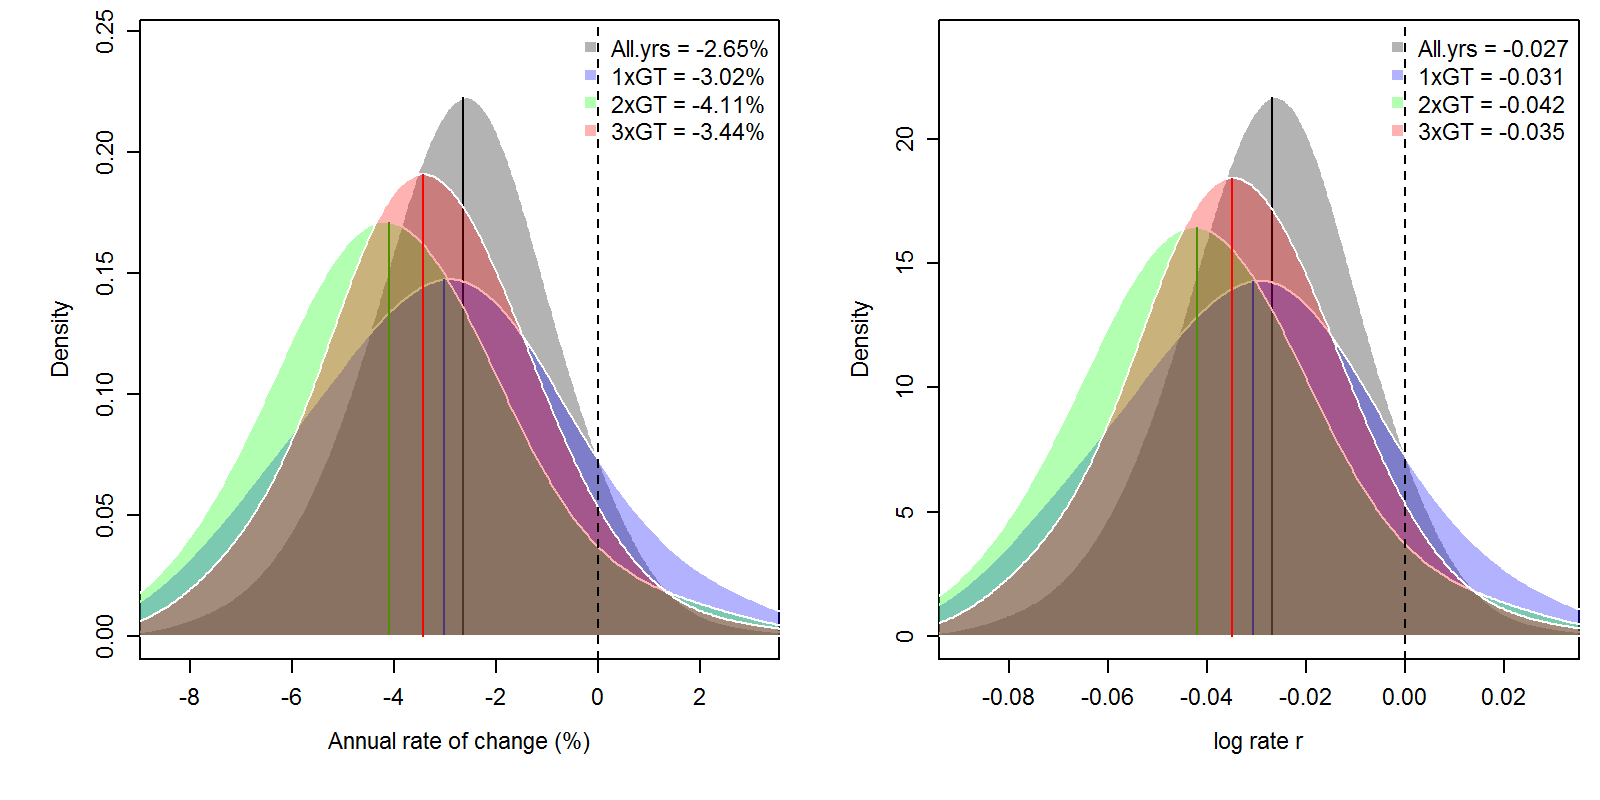 All.yrs = -2.65%
1xGT = -3.02%
2xGT = -4.11%
3xGT = -3.44%
Density
0.25
0.20
0.15
0.10
0.05
0.00
-8 -6 -4 -2 0 2
Annual rate of change (%)
All.yrs = -0.027
1xGT = -0.031
2xGT = -0.042
3xGT = -0.035
Density
20
15
10
5
0
-0.08 -0.06 -0.04 -0.02 0.00 0.02
log rate r